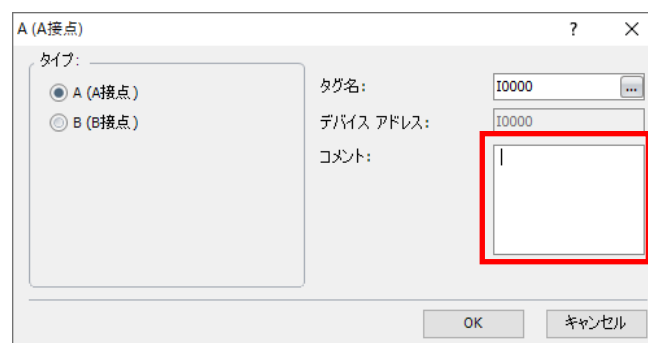 A (A接点)
タイプ:
A (A接点)
B (B接点)
タグ名: I0000 ...
デバイス アドレス: I0000
コメント:
OK キャンセル